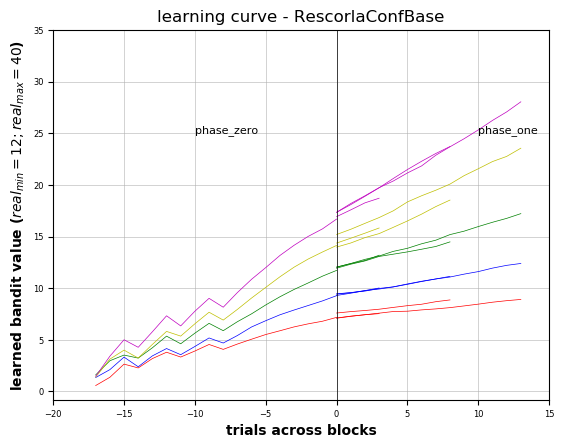 learning curve - RescorlaConfBase
learned bandit value (real_min = 12; real_max = 40)
35
30
25
20
15
10
5
0
phase_zero
phase_one
−20 −15 −10 −5 0 5 10 15
trials across blocks